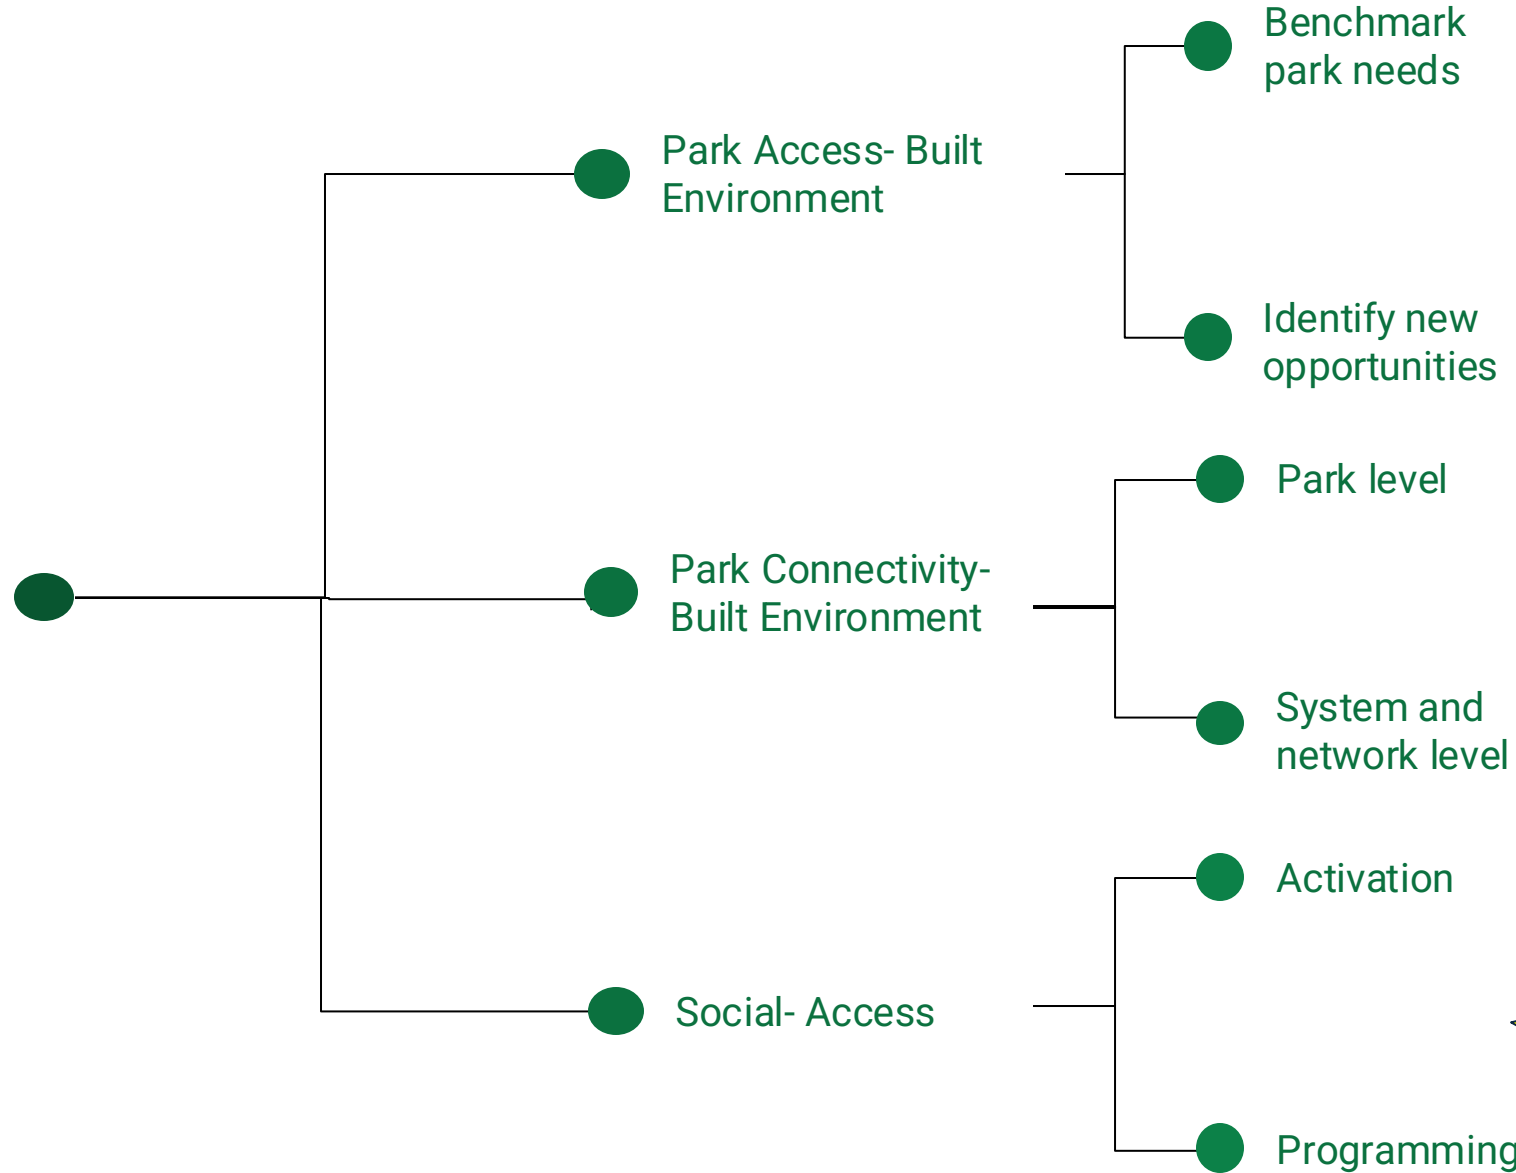 Benchmark
park needs
Park Access- Built
Environment
Identify new
opportunities
Park level
Park Connectivity-
Built Environment
System and
network level
Activation
Social- Access
Programming